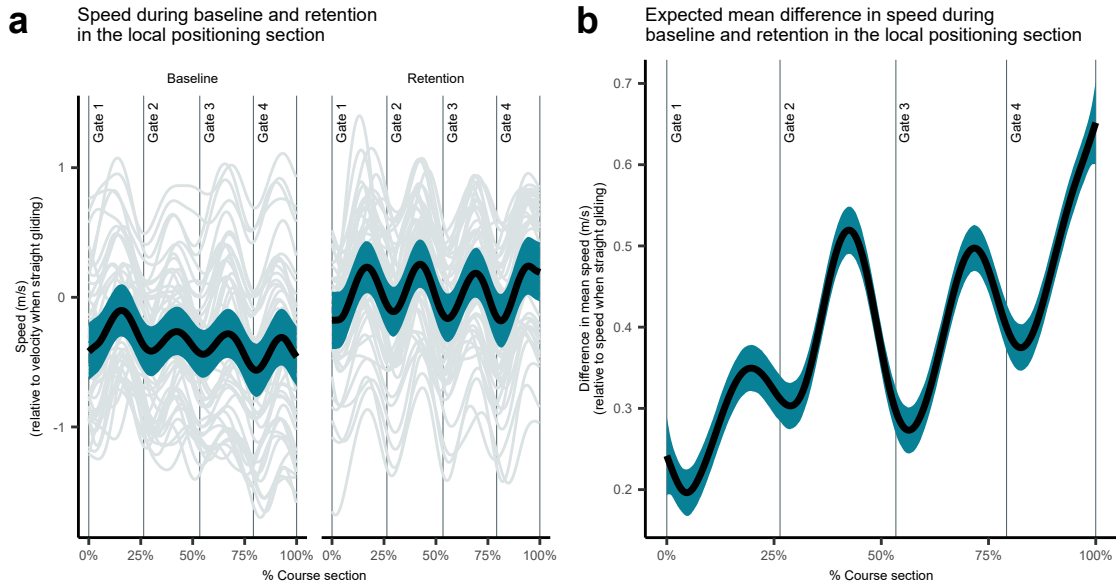 a
Speed during baseline and retention
in the local positioning section
Baseline
Retention
Gate 1
Gate 2
Gate 3
Gate 4
Gate 1
Gate 2
Gate 3
Gate 4
Speed (m/s)
(relative to velocity when straight gliding)
1
0
-1
0%
25%
50%
75%
100%
0%
25%
50%
75%
100%
% Course section
b
Expected mean difference in speed during
baseline and retention in the local positioning section
Gate 1
Gate 2
Gate 3
Gate 4
Difference in mean speed (m/s)
(relative to speed when straight gliding)
0.7
0.6
0.5
0.4
0.3
0.2
0%
25%
50%
75%
100%
% Course section